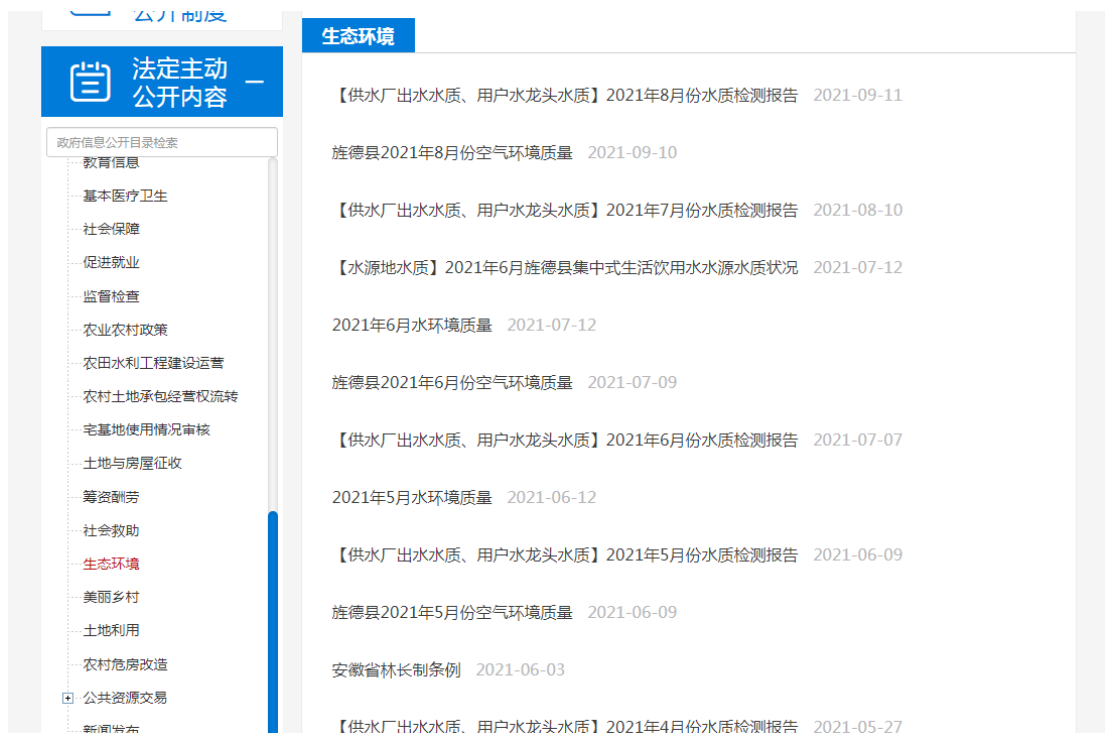 公开制度
法定主动
公开内容
政府信息公开目录检索
教育信息
基本医疗卫生
社会保障
促进就业
监督检查
农业农村政策
农田水利工程建设运营
农村土地承包经营权流转
宅基地使用情况审核
土地与房屋征收
筹资酬劳
社会救助
生态环境
美丽乡村
土地利用
农村危房改造
公共资源交易
新闻发布
生态环境
【供水厂出水水质、用户水龙头水质】2021年8月份水质检测报告 2021-09-11
旌德县2021年8月份空气环境质量 2021-09-10
【供水厂出水水质、用户水龙头水质】2021年7月份水质检测报告 2021-08-10
【水源地水质】2021年6月旌德县集中式生活饮用水水源水质状况 2021-07-12
2021年6月水环境质量 2021-07-12
旌德县2021年6月份空气环境质量 2021-07-09
【供水厂出水水质、用户水龙头水质】2021年6月份水质检测报告 2021-07-07
2021年5月水环境质量 2021-06-12
【供水厂出水水质、用户水龙头水质】2021年5月份水质检测报告 2021-06-09
旌德县2021年5月份空气环境质量 2021-06-09
安徽省林长制条例 2021-06-03
【供水厂出水水质、用户水龙头水质】2021年4月份水质检测报告 2021-05-27